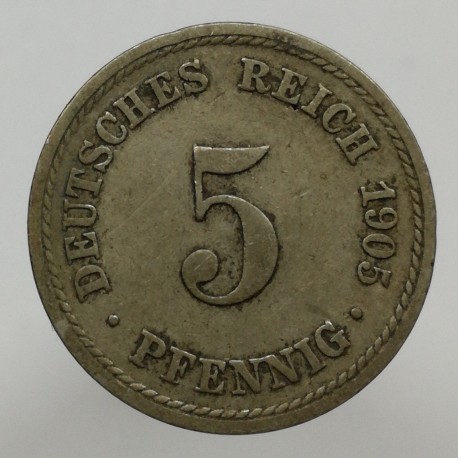 DEUTSCHES REICH 1905
5
• PFENNIG •